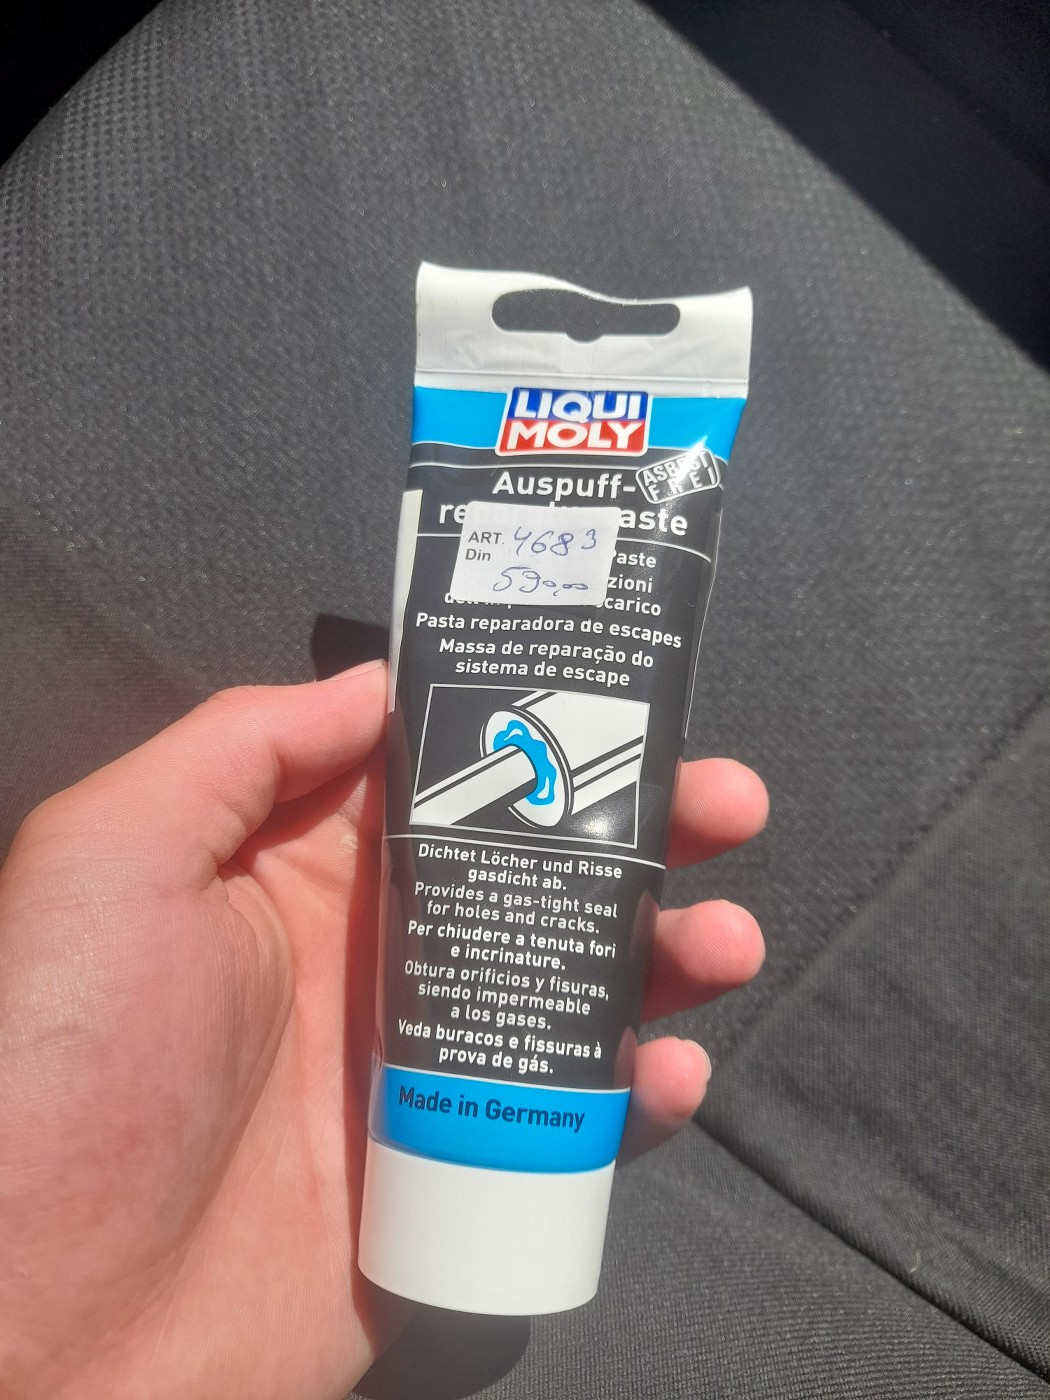 LIQUI
MOLY
ASBEST
FREI
Auspuff-
ART. 4683
Din 590,00
Pasta reparadora de escapes
Massa de reparação do
sistema de escape
Dichtet Löcher und Risse
gasdicht ab.
Provides a gas-tight seal
for holes and cracks.
Per chiudere a tenuta fori
e incrinature.
Obtura orificios y fisuras,
siendo impermeable
a los gases.
Veda buracos e fissuras à
prova de gás.
Made in Germany